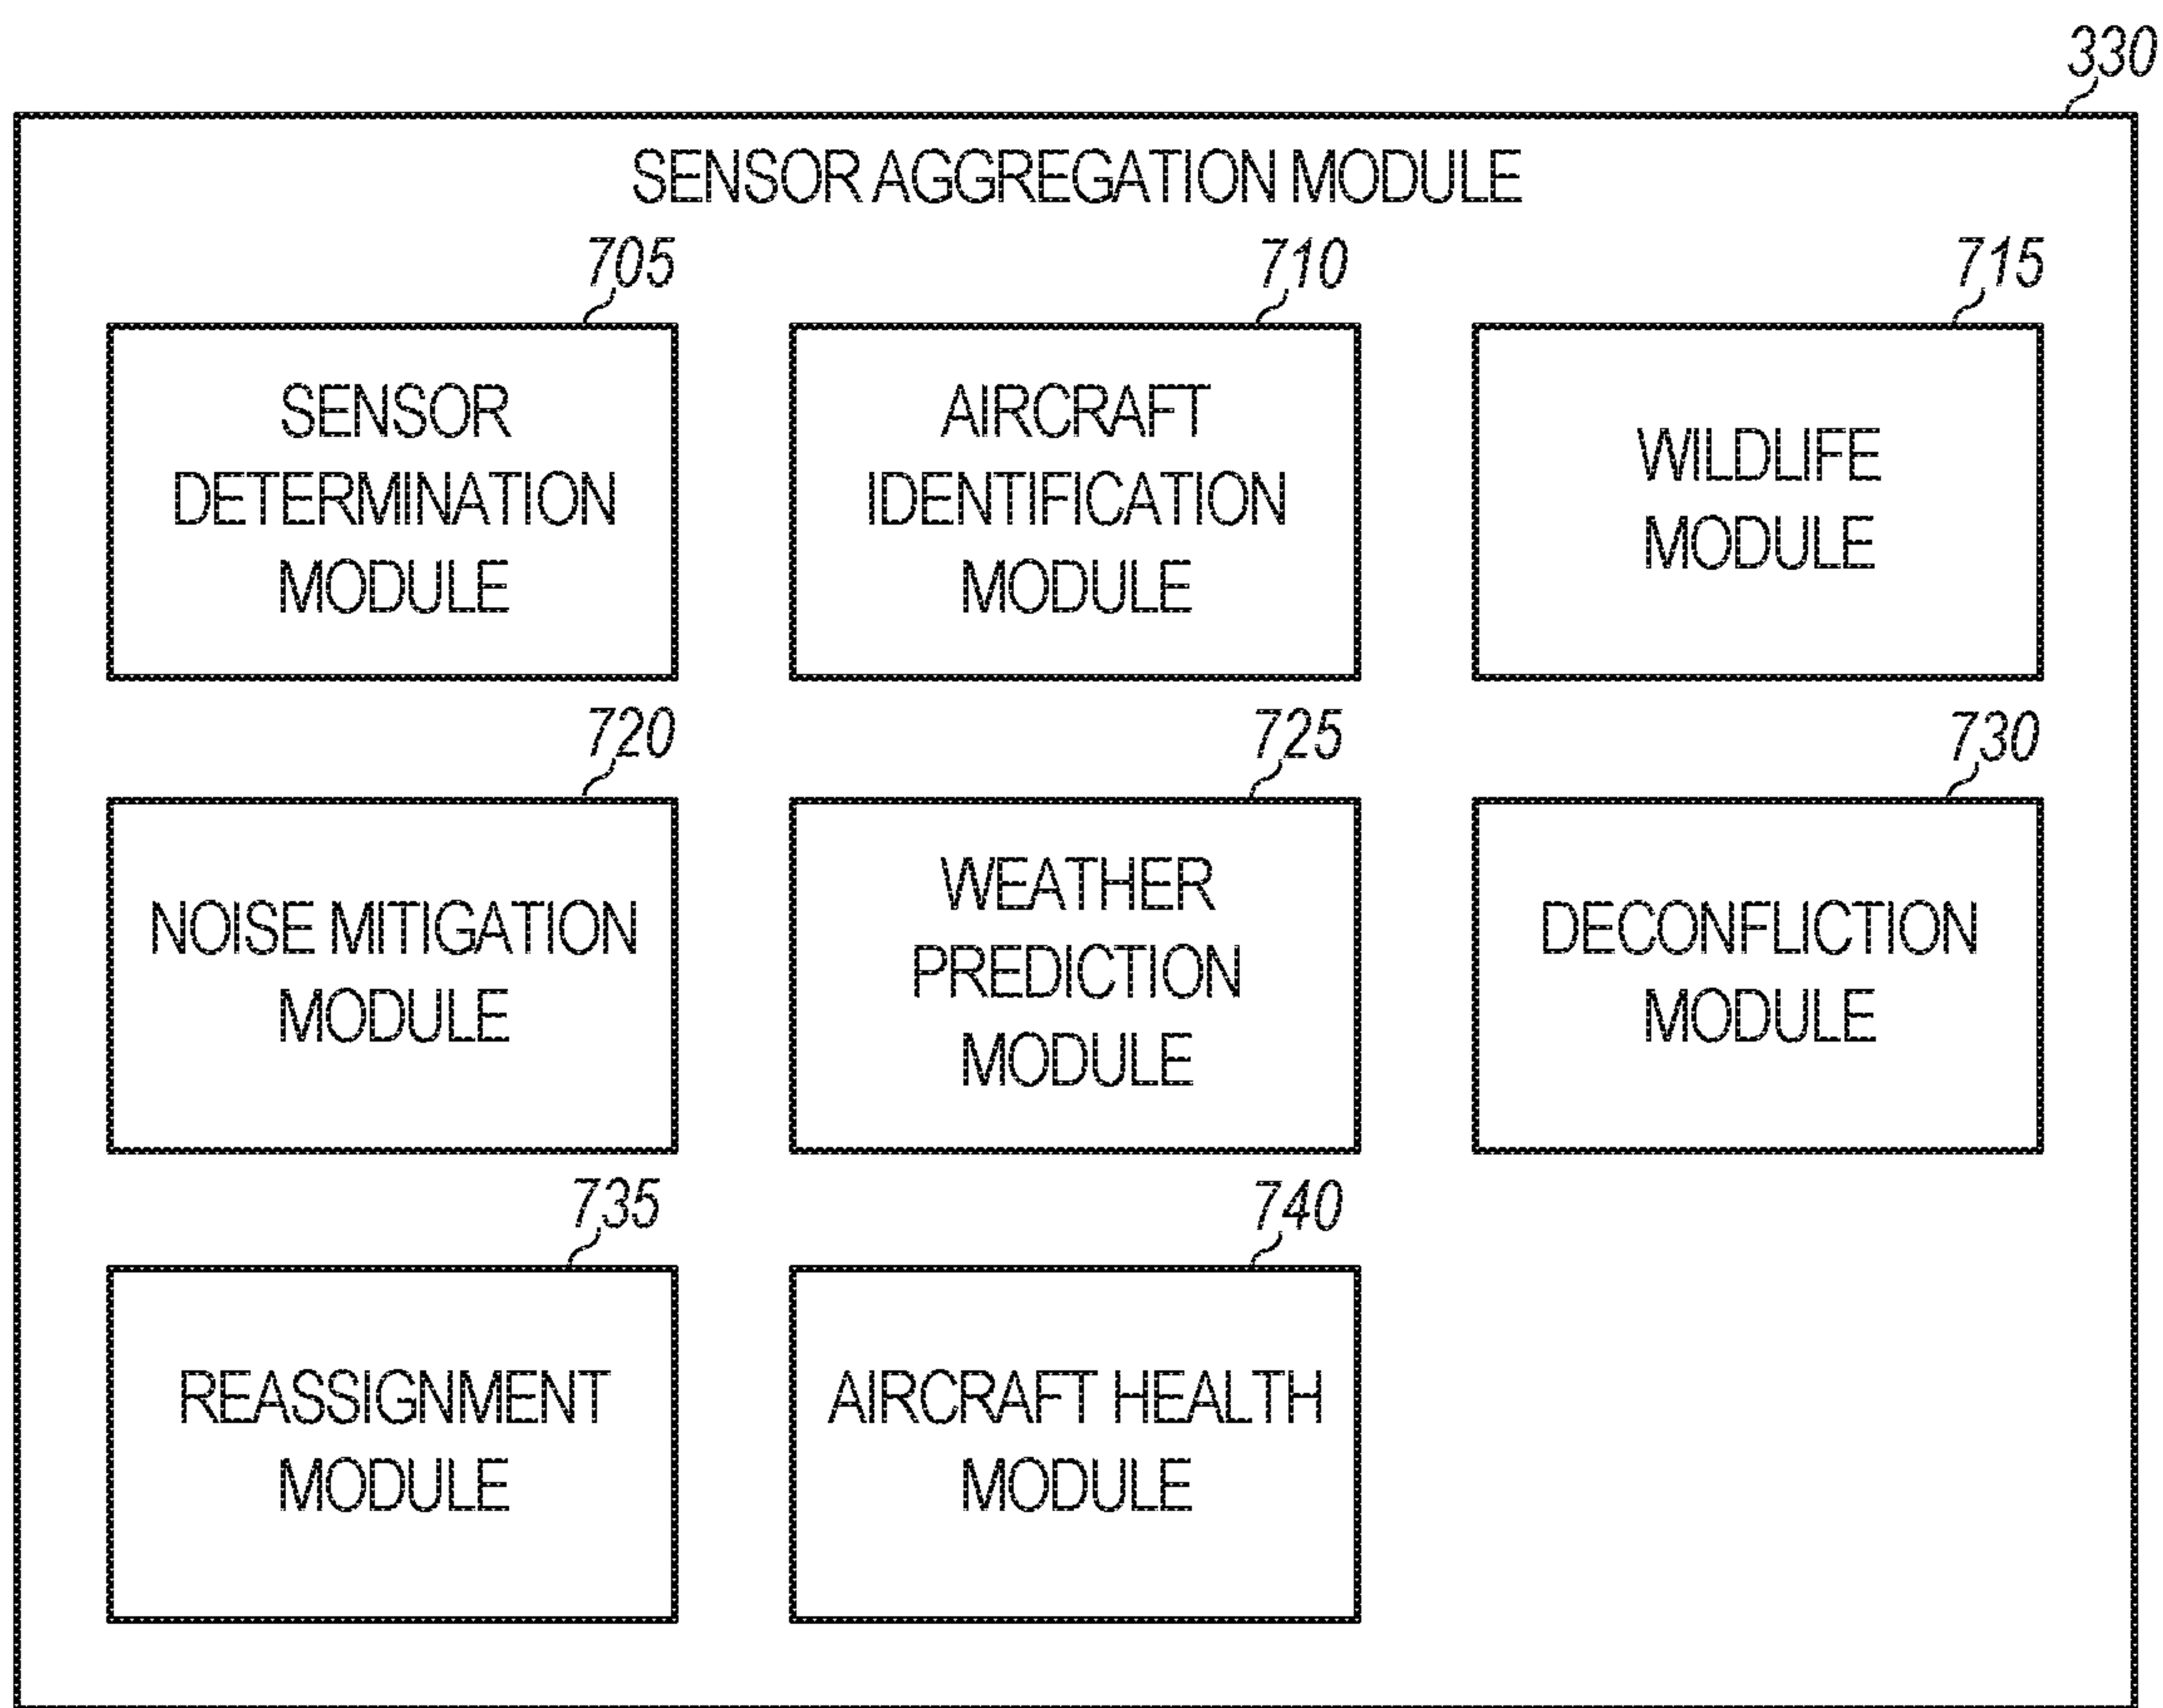 330
SENSOR AGGREGATION MODULE
705
SENSOR
DETERMINATION
MODULE
710
AIRCRAFT
IDENTIFICATION
MODULE
715
WILDLIFE
MODULE
720
NOISE MITIGATION
MODULE
725
WEATHER
PREDICTION
MODULE
730
DECONFLICTION
MODULE
735
REASSIGNMENT
MODULE
740
AIRCRAFT HEALTH
MODULE